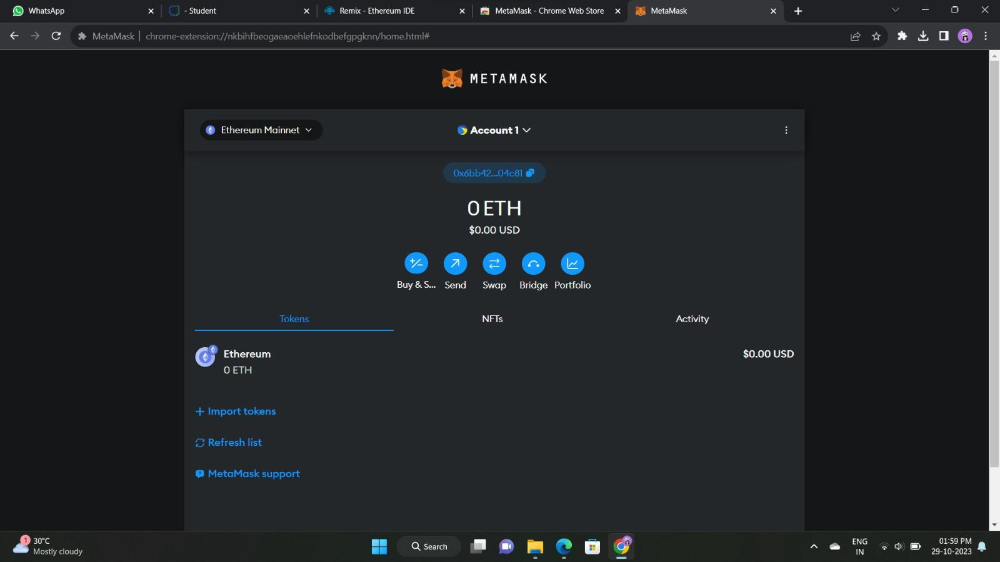 WhatsApp
- Student
Remix - Ethereum IDE
MetaMask - Chrome Web Store
MetaMask
MetaMask | chrome-extension://nkbihfbeogaeaoehlefnkodbefgpgknn/home.html#
METAMASK
Ethereum Mainnet
Account 1
0x6bb42...04c81
0 ETH
$0.00 USD
Buy & S...
Send
Swap
Bridge
Portfolio
Tokens
NFTs
Activity
Ethereum
$0.00 USD
0 ETH
+ Import tokens
Refresh list
MetaMask support
1
30°C
Mostly cloudy
Search
ENG
IN
01:59 PM
29-10-2023